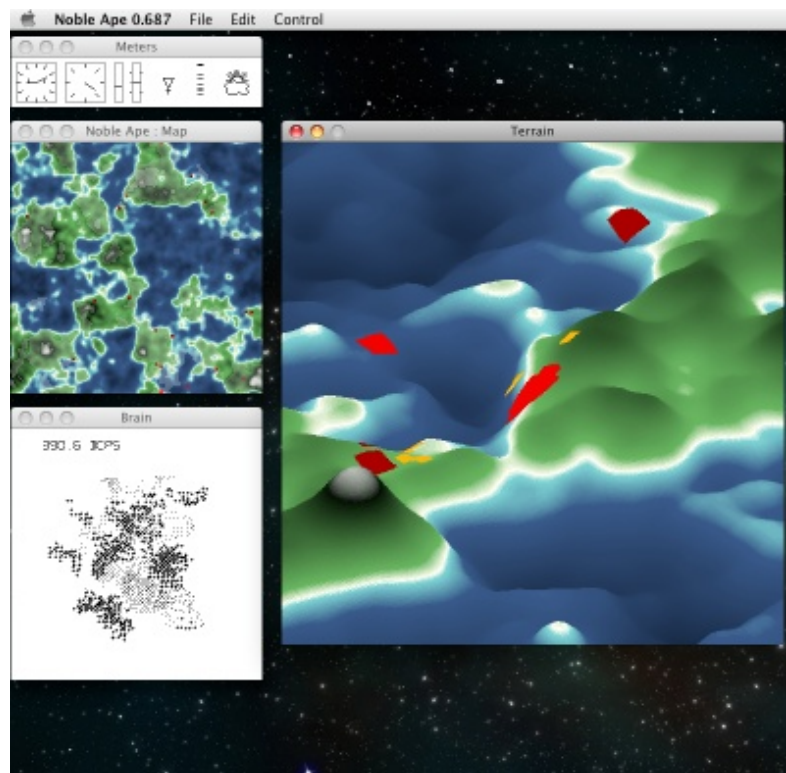 Noble Ape 0.687 File Edit Control
Meters
Noble Ape : Map
Terrain
Brain
390.6 ICPS